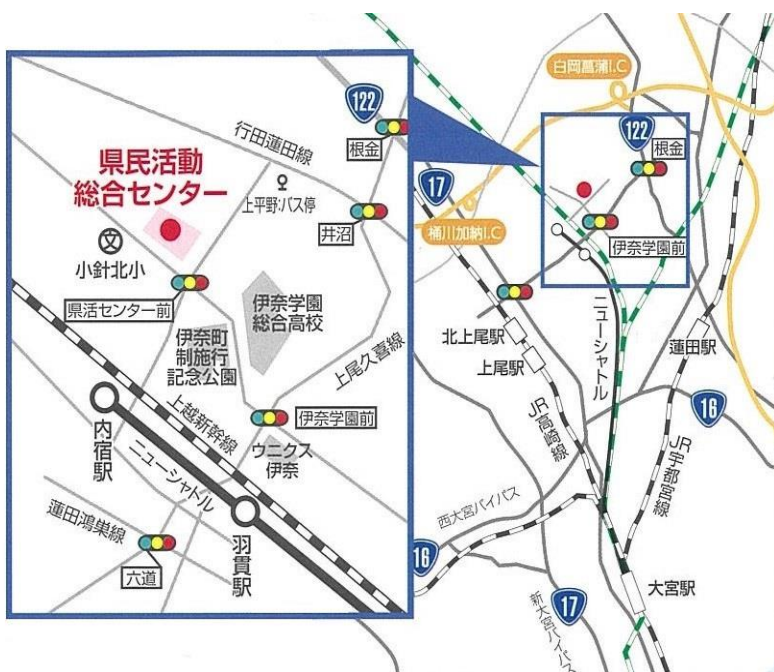 122
行田蓮田線
根金
県民活動
総合センター
上平野バス停
井沼
文
小針北小
県活センター前
伊奈学園
総合高校
伊奈町
制施行
記念公園
上尾久喜線
上越新幹線
伊奈学園前
内宿駅
ウニクス
伊奈
ニューシャトル
蓮田鴻巣線
羽貫駅
六道
白岡菖蒲I.C
122
根金
17
桶川加納I.C
伊奈学園前
ニューシャトル
北上尾駅
上尾駅
蓮田駅
16
JR高崎線
JR宇都宮線
西大宮バイパス
16
大宮駅
新大宮バイパス
17